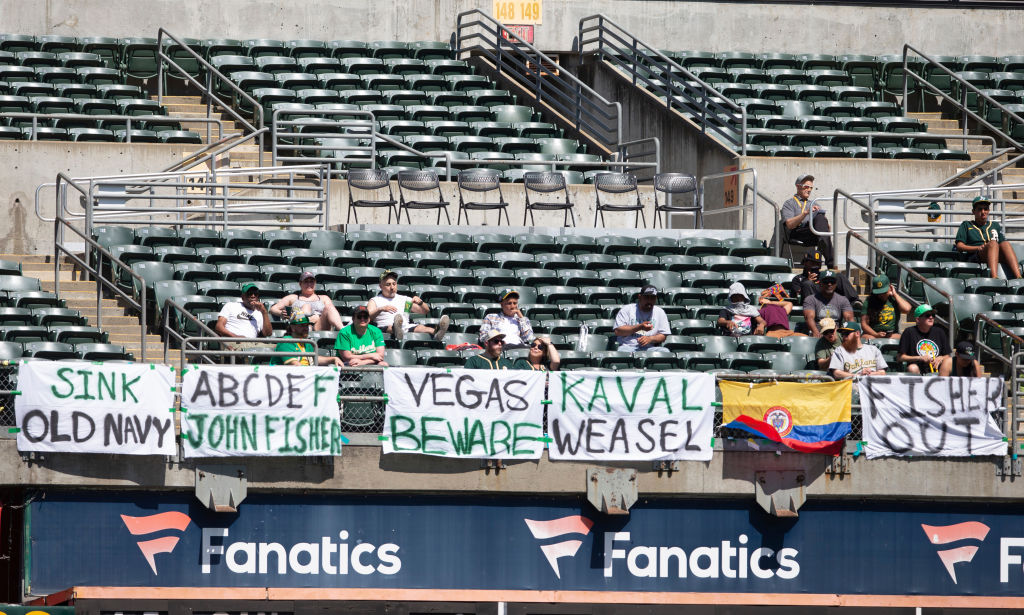 148 149
SINK
OLD NAVY
ABCDEF
JOHN FISHER
VEGAS
BEWARE
KAVAL
WEASEL
FISHER
OUT
Fanatics
Fanatics
F